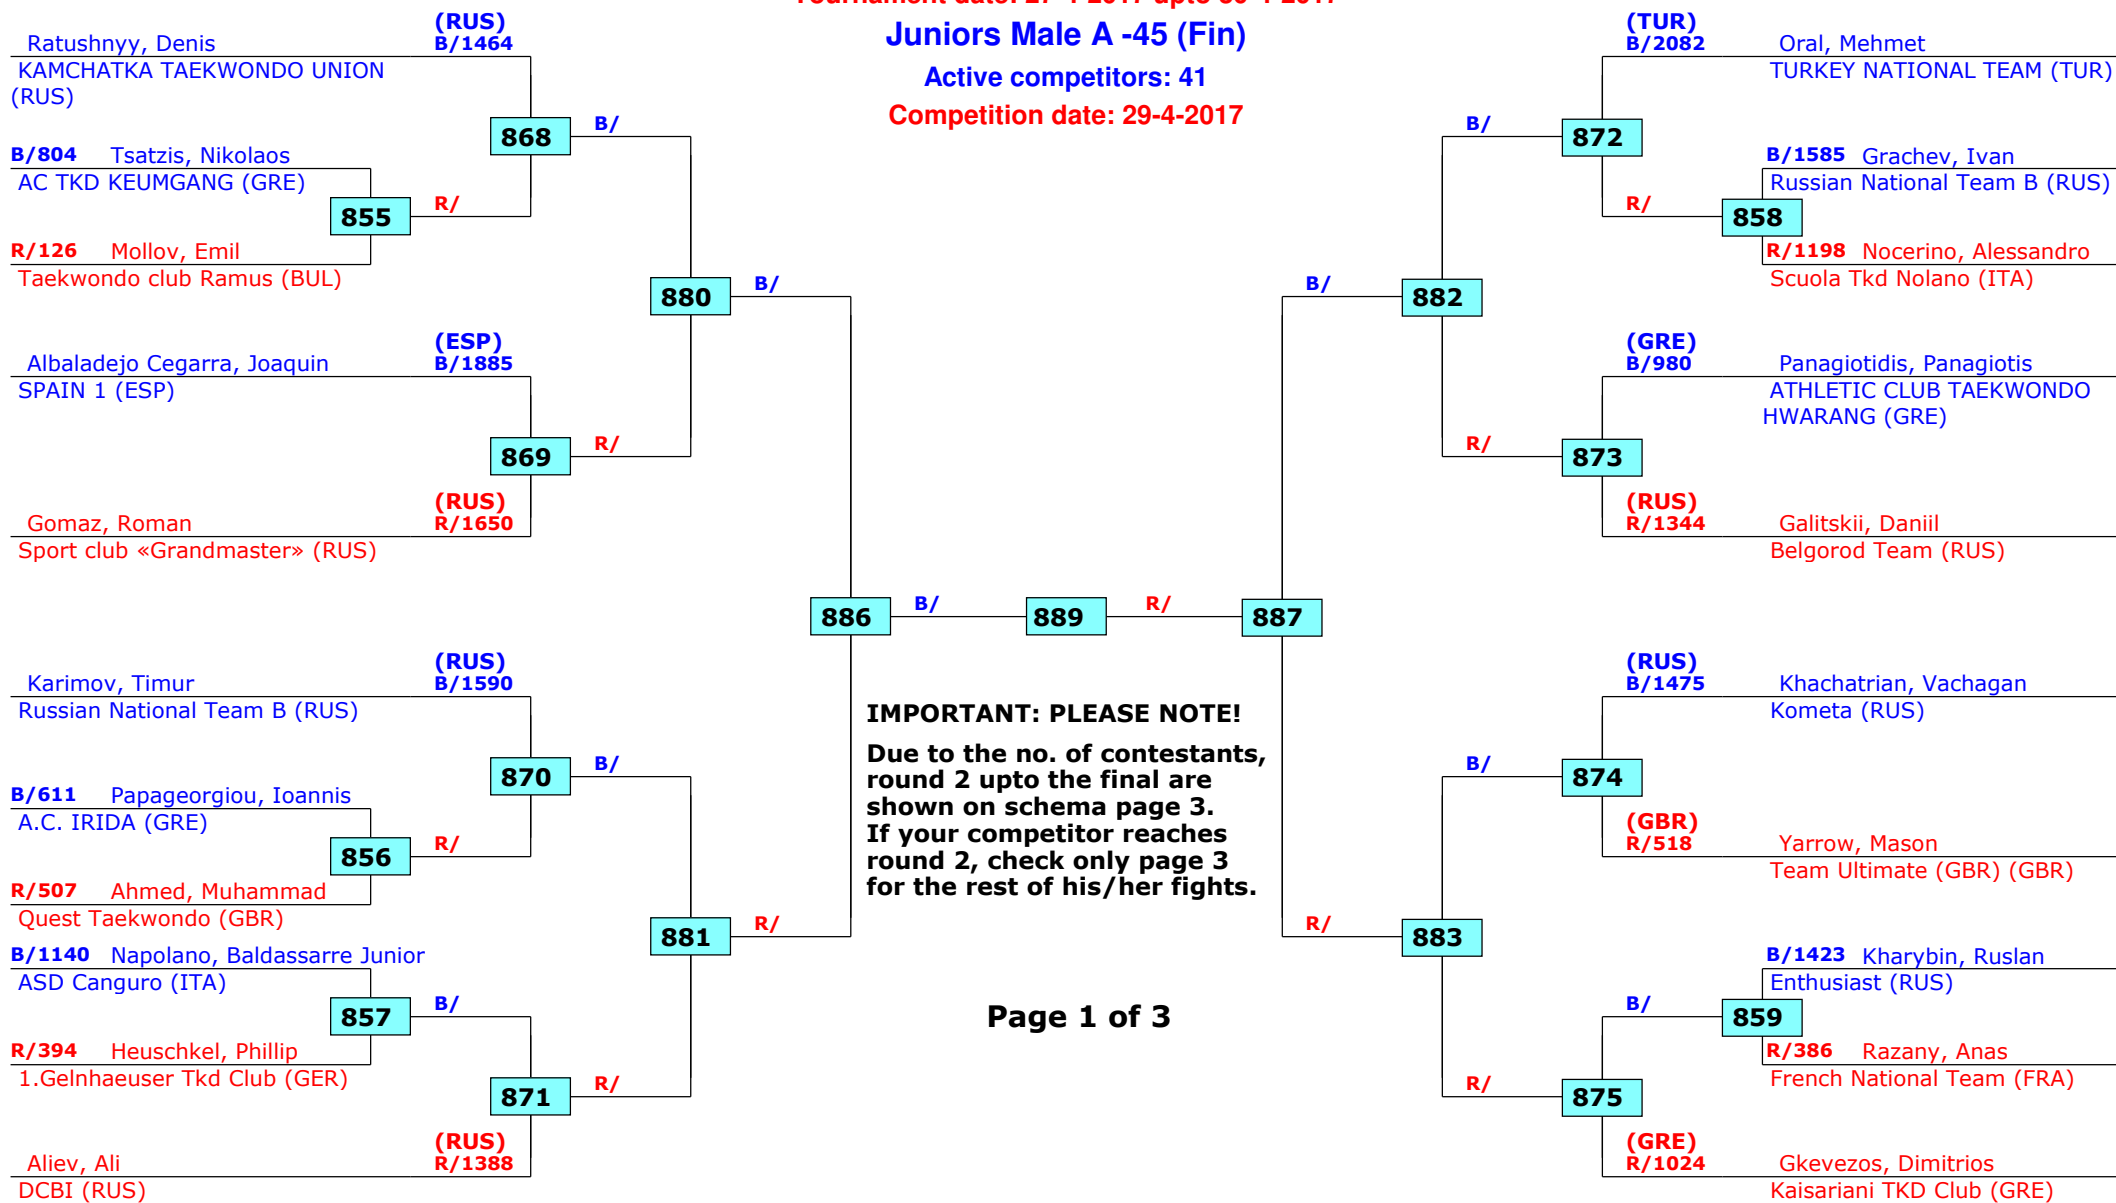 Tournament date: 27-4-2017 upto 30-4-2017
Juniors Male A -45 (Fin)
Active competitors: 41
Competition date: 29-4-2017
(RUS)
Ratushnyy, Denis B/1464
KAMCHATKA TAEKWONDO UNION
(RUS)
868
B/
B/804 Tsatzis, Nikolaos
AC TKD KEUMGANG (GRE)
855
R/
R/126 Mollov, Emil
Taekwondo club Ramus (BUL)
880
B/
(ESP)
Albaladejo Cegarra, Joaquin B/1885
SPAIN 1 (ESP)
869
R/
(RUS)
Gomaz, Roman R/1650
Sport club «Grandmaster» (RUS)
886
B/
889
R/
887
(RUS)
Karimov, Timur B/1590
Russian National Team B (RUS)
870
B/
B/611 Papageorgiou, Ioannis
A.C. IRIDA (GRE)
856
R/
R/507 Ahmed, Muhammad
Quest Taekwondo (GBR)
881
R/
B/1140 Napolano, Baldassarre Junior
ASD Canguro (ITA)
857
B/
R/394 Heuschkel, Phillip
1.Gelnhaeuser Tkd Club (GER)
871
R/
(RUS)
Aliev, Ali R/1388
DCBI (RUS)
IMPORTANT: PLEASE NOTE!
Due to the no. of contestants,
round 2 upto the final are
shown on schema page 3.
If your competitor reaches
round 2, check only page 3
for the rest of his/her fights.
Page 1 of 3
(TUR)
B/2082 Oral, Mehmet
TURKEY NATIONAL TEAM (TUR)
B/
872
B/1585 Grachev, Ivan
Russian National Team B (RUS)
R/
858
R/1198 Nocerino, Alessandro
Scuola Tkd Nolano (ITA)
B/
882
(GRE)
B/980 Panagiotidis, Panagiotis
ATHLETIC CLUB TAEKWONDO
HWARANG (GRE)
R/
873
(RUS)
R/1344 Galitskii, Daniil
Belgorod Team (RUS)
(RUS)
B/1475 Khachatrian, Vachagan
Kometa (RUS)
B/
874
(GBR)
R/518 Yarrow, Mason
Team Ultimate (GBR) (GBR)
R/
883
B/1423 Kharybin, Ruslan
Enthusiast (RUS)
B/
859
R/386 Razany, Anas
French National Team (FRA)
R/
875
(GRE)
R/1024 Gkevezos, Dimitrios
Kaisariani TKD Club (GRE)